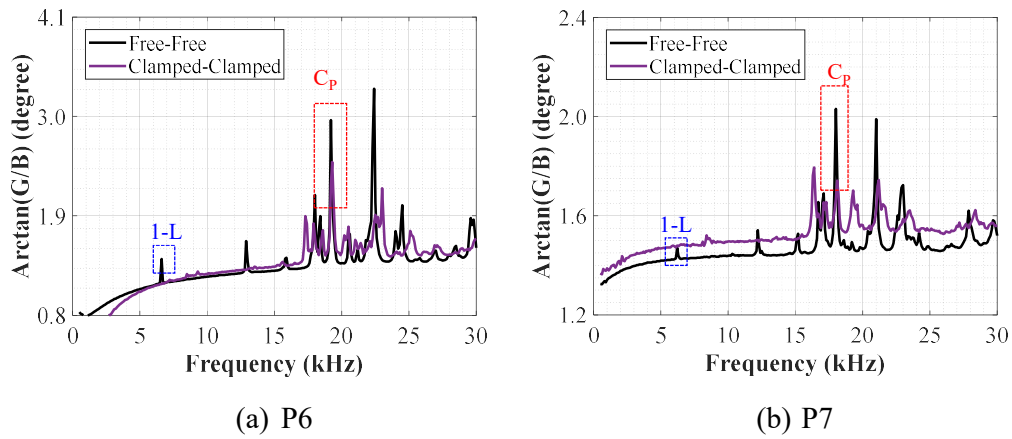 4.1
3.0
1.9
0.8
Arctan(G/B) (degree)
Free-Free
Clamped-Clamped
C_P
1-L
0 5 10 15 20 25 30
Frequency (kHz)
(a) P6
2.4
2.0
1.6
1.2
Arctan(G/B) (degree)
Free-Free
Clamped-Clamped
C_P
1-L
0 5 10 15 20 25 30
Frequency (kHz)
(b) P7